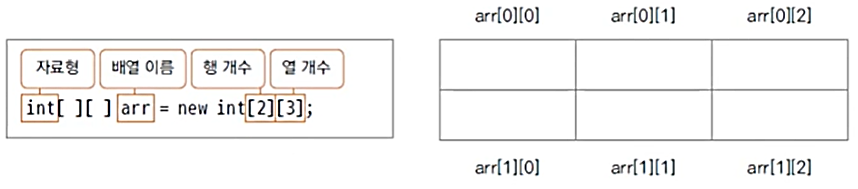 자료형 배열 이름 행 개수 열 개수
int[ ][ ] arr = new int[2][3];
arr[0][0] arr[0][1] arr[0][2]
arr[1][0] arr[1][1] arr[1][2]